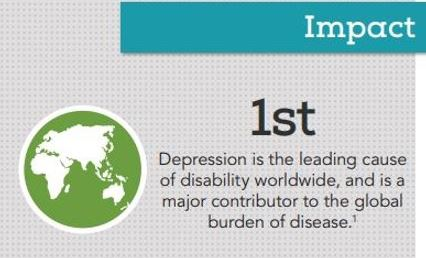 Impact
1st
Depression is the leading cause
of disability worldwide, and is a
major contributor to the global
burden of disease.¹